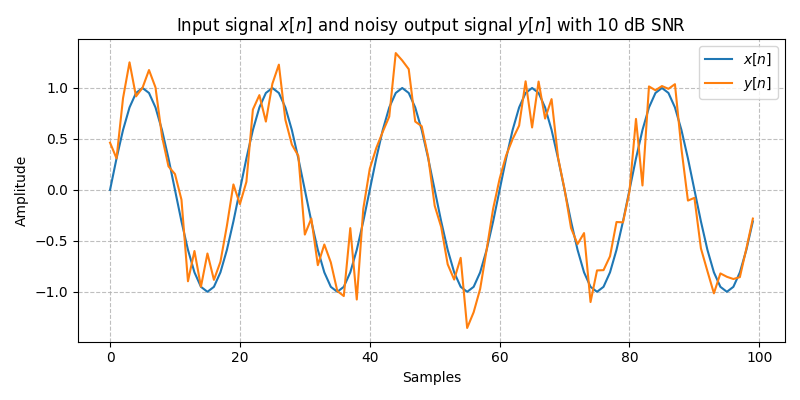 Input signal x[n] and noisy output signal y[n] with 10 dB SNR
x[n]
y[n]
Amplitude
1.0
0.5
0.0
−0.5
−1.0
0 20 40 60 80 100
Samples